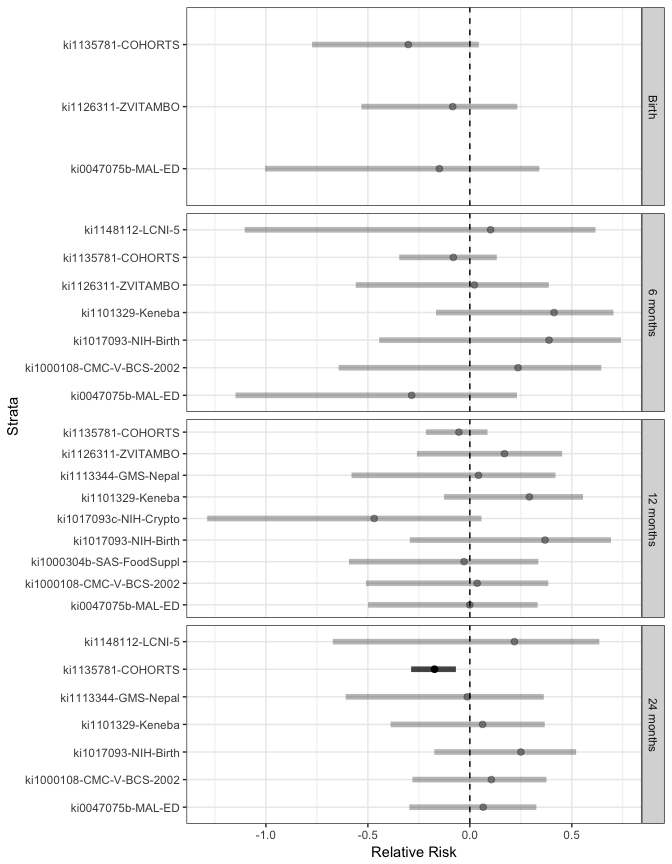 ki1135781-COHORTS
ki1126311-ZVITAMBO
ki0047075b-MAL-ED
Birth
ki1148112-LCNI-5
ki1135781-COHORTS
ki1126311-ZVITAMBO
ki1101329-Keneba
ki1017093-NIH-Birth
ki1000108-CMC-V-BCS-2002
ki0047075b-MAL-ED
6 months
Strata
ki1135781-COHORTS
ki1126311-ZVITAMBO
ki1113344-GMS-Nepal
ki1101329-Keneba
ki1017093c-NIH-Crypto
ki1017093-NIH-Birth
ki1000304b-SAS-FoodSuppl
ki1000108-CMC-V-BCS-2002
ki0047075b-MAL-ED
12 months
ki1148112-LCNI-5
ki1135781-COHORTS
ki1113344-GMS-Nepal
ki1101329-Keneba
ki1017093-NIH-Birth
ki1000108-CMC-V-BCS-2002
ki0047075b-MAL-ED
24 months
-1.0 -0.5 0.0 0.5
Relative Risk